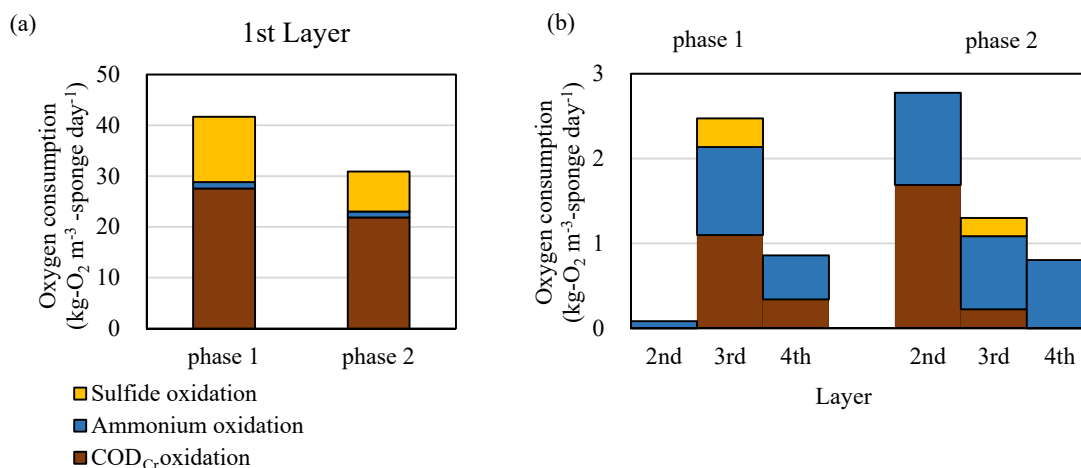 (a)
1st Layer
Oxygen consumption
(kg-O₂ m⁻³ -sponge day⁻¹)
50
40
30
20
10
0
phase 1 phase 2
Sulfide oxidation
Ammonium oxidation
COD_Cr oxidation
(b)
phase 1 phase 2
Oxygen consumption
(kg-O₂ m⁻³-sponge day⁻¹)
3
2
1
0
2nd 3rd 4th 2nd 3rd 4th
Layer